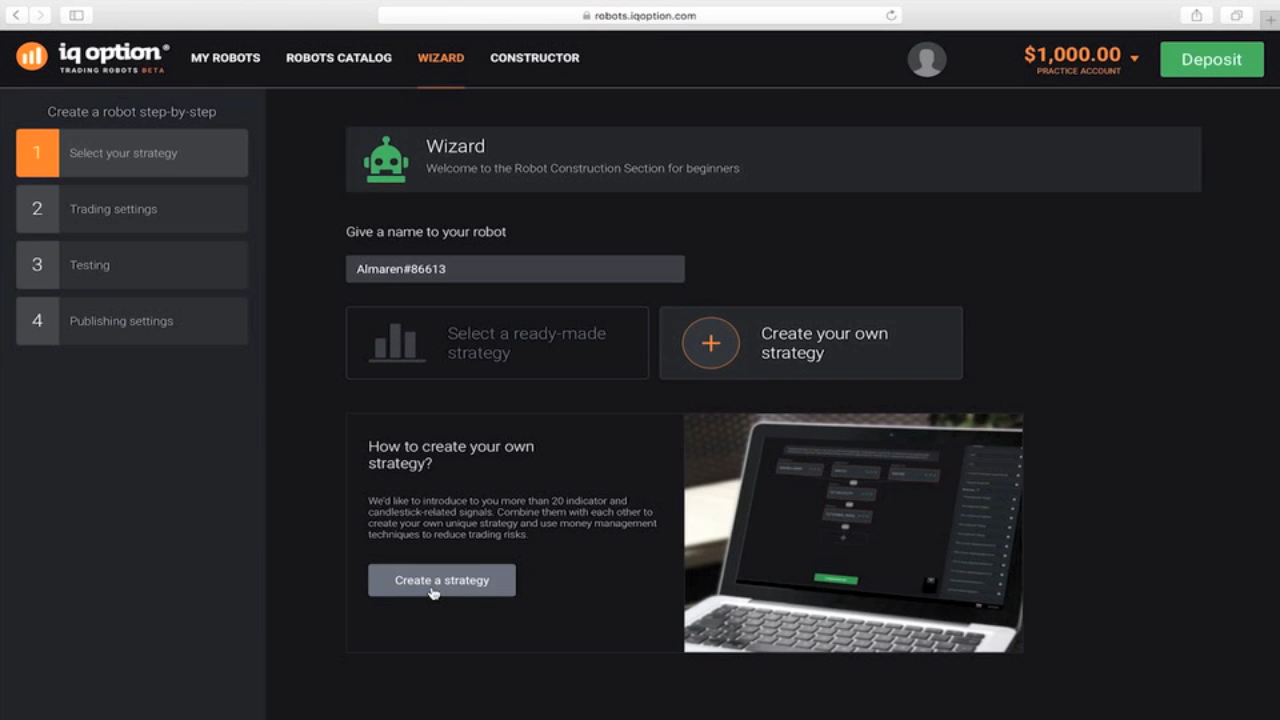 robots.iqoption.com
iq option®
TRADING ROBOTS BETA
MY ROBOTS
ROBOTS CATALOG
WIZARD
CONSTRUCTOR
$1,000.00
PRACTICE ACCOUNT
Deposit
Create a robot step-by-step
1 Select your strategy
2 Trading settings
3 Testing
4 Publishing settings
Wizard
Welcome to the Robot Construction Section for beginners
Give a name to your robot
Almaren#86613
Select a ready-made
strategy
Create your own
strategy
How to create your own
strategy?
We'd like to introduce to you more than 20 indicator and
candlestick-related signals. Combine them with each other to
create your own unique strategy and use money management
techniques to reduce trading risks.
Create a strategy